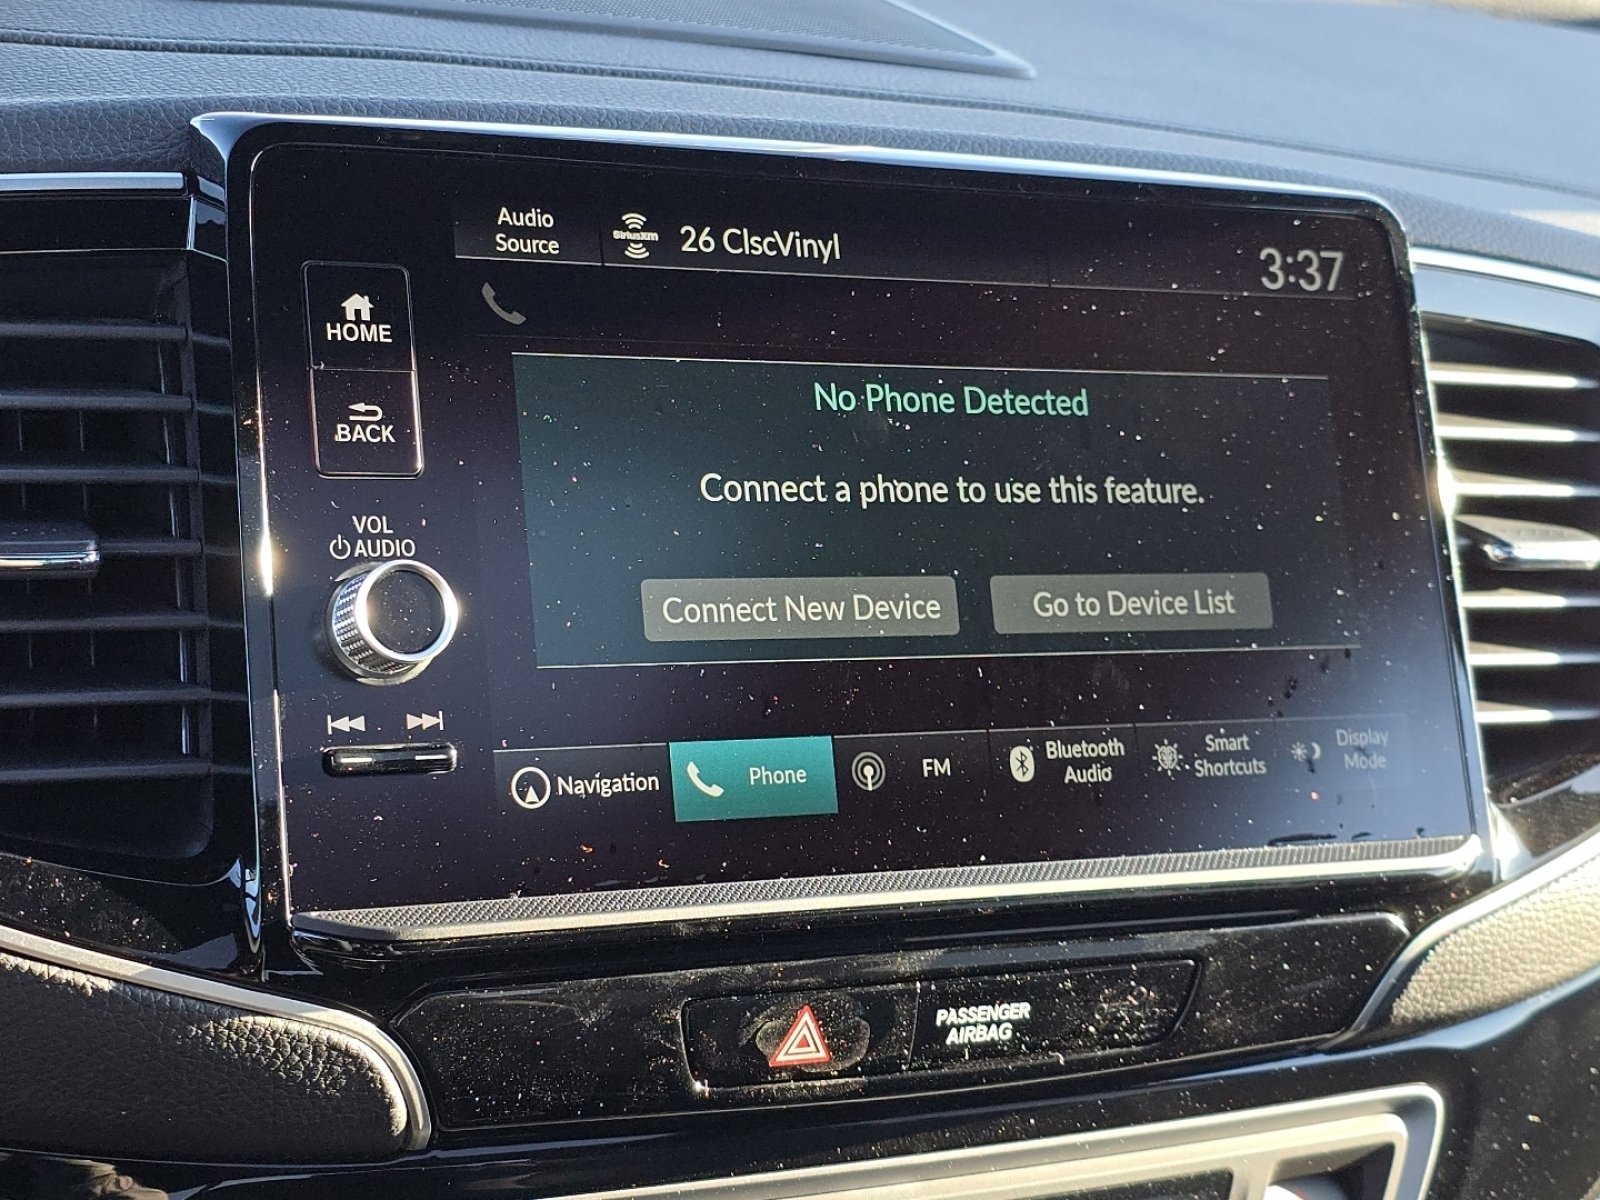 Audio
Source
SiriusXM
26 ClscVinyl
3:37
HOME
BACK
No Phone Detected
Connect a phone to use this feature.
VOL
AUDIO
Connect New Device
Go to Device List
Navigation
Phone
FM
Bluetooth
Audio
Smart
Shortcuts
Display
Mode
PASSENGER
AIRBAG